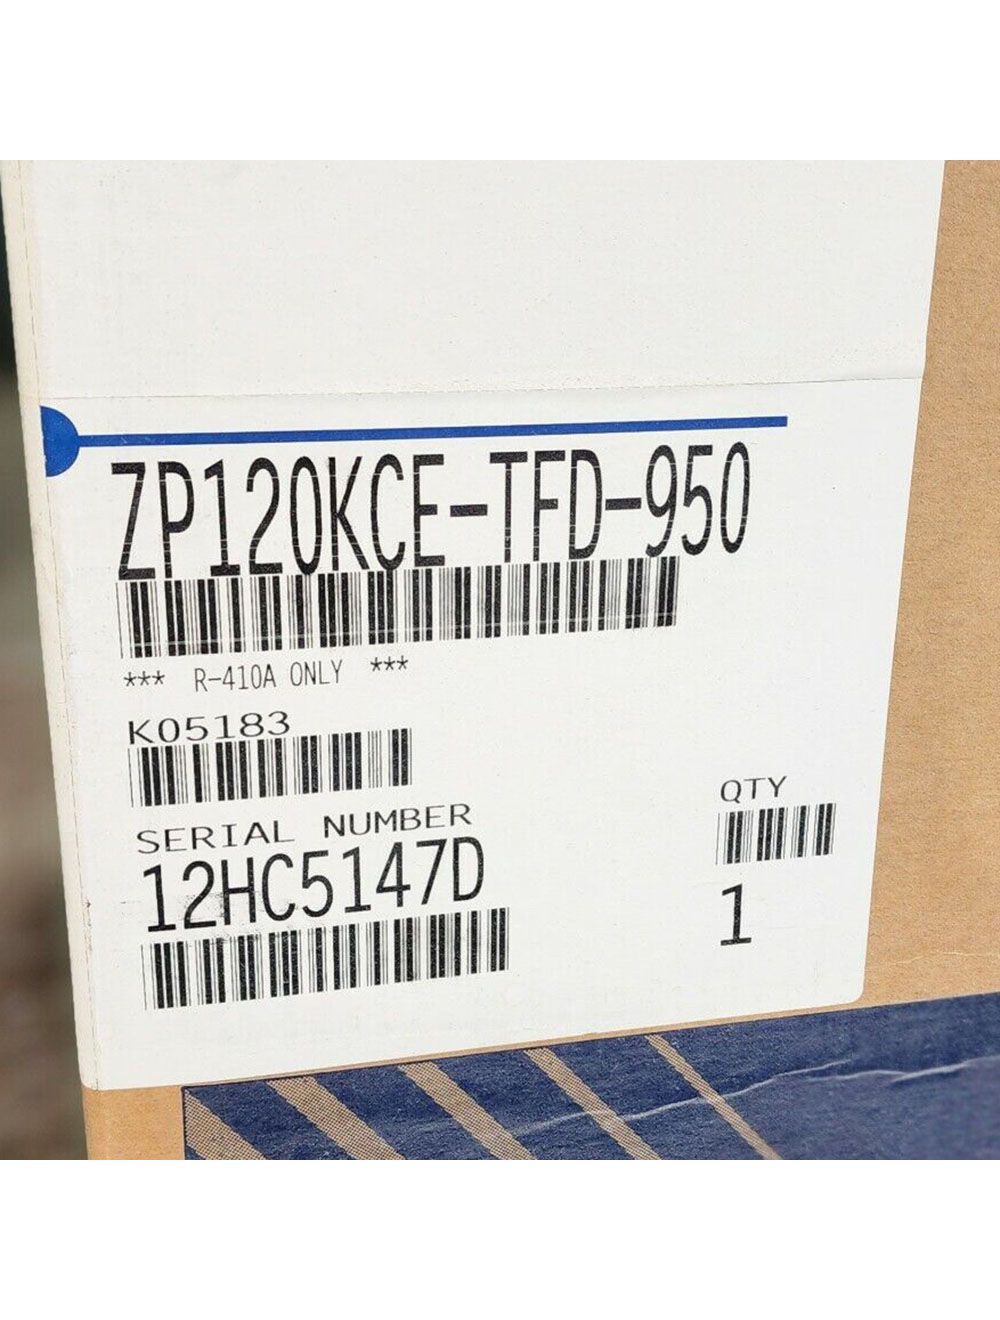 ZP120KCE-TFD-950
*** R-410A ONLY ***
K05183
SERIAL NUMBER
12HC5147D
QTY
1